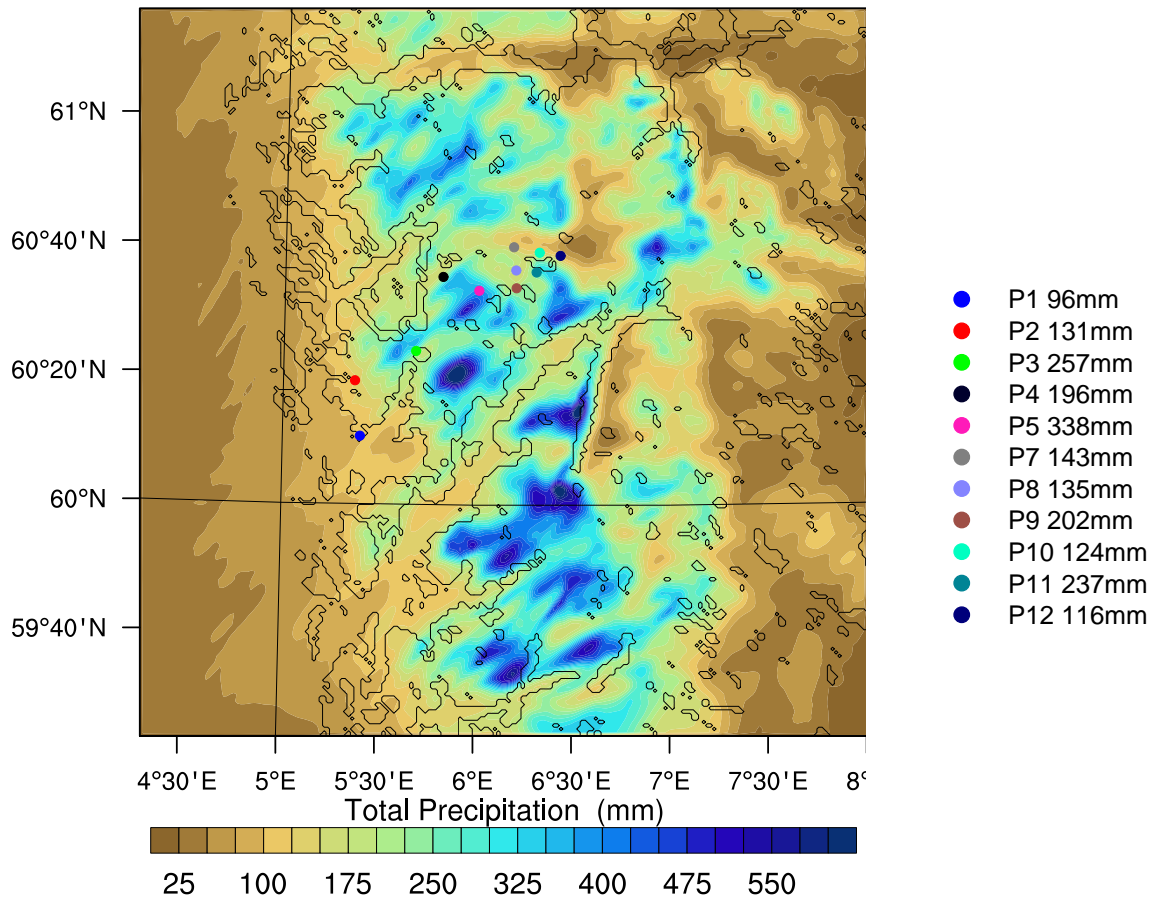 61°N
60°40'N
60°20'N
60°N
59°40'N
4°30'E 5°E 5°30'E 6°E 6°30'E 7°E 7°30'E 8°
Total Precipitation (mm)
25 100 175 250 325 400 475 550
P1 96mm
P2 131mm
P3 257mm
P4 196mm
P5 338mm
P7 143mm
P8 135mm
P9 202mm
P10 124mm
P11 237mm
P12 116mm